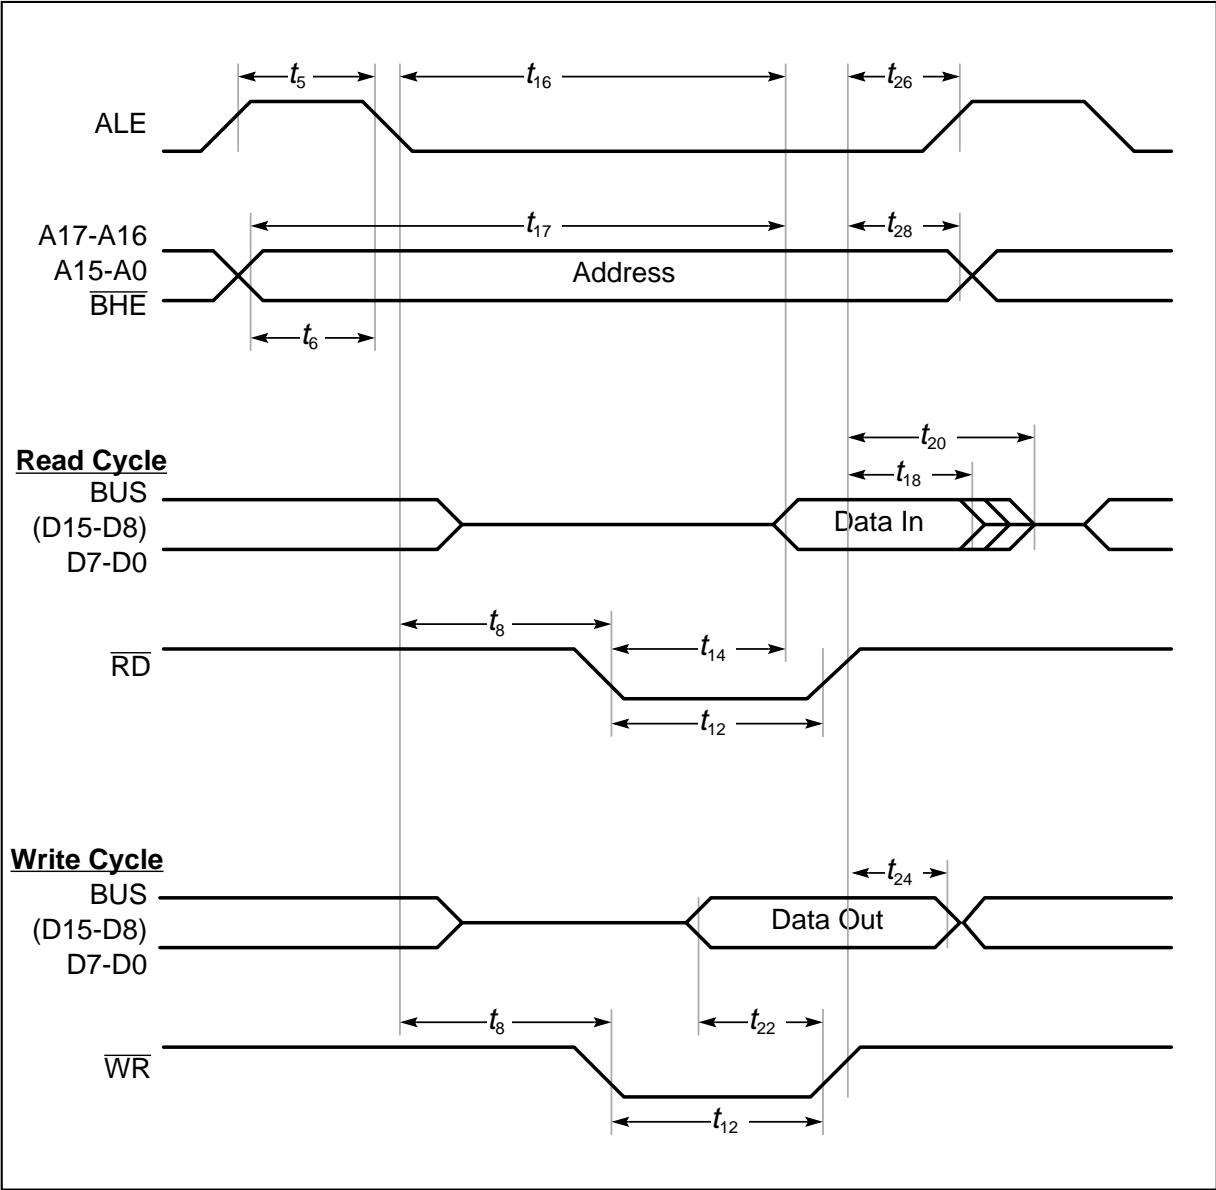 t5
t16
t26
ALE
t17
t28
A17-A16
A15-A0
BHE
Address
t6
t20
Read Cycle
t18
BUS
(D15-D8)
D7-D0
Data In
t8
t14
RD
t12
Write Cycle
t24
BUS
(D15-D8)
D7-D0
Data Out
t8
t22
WR
t12